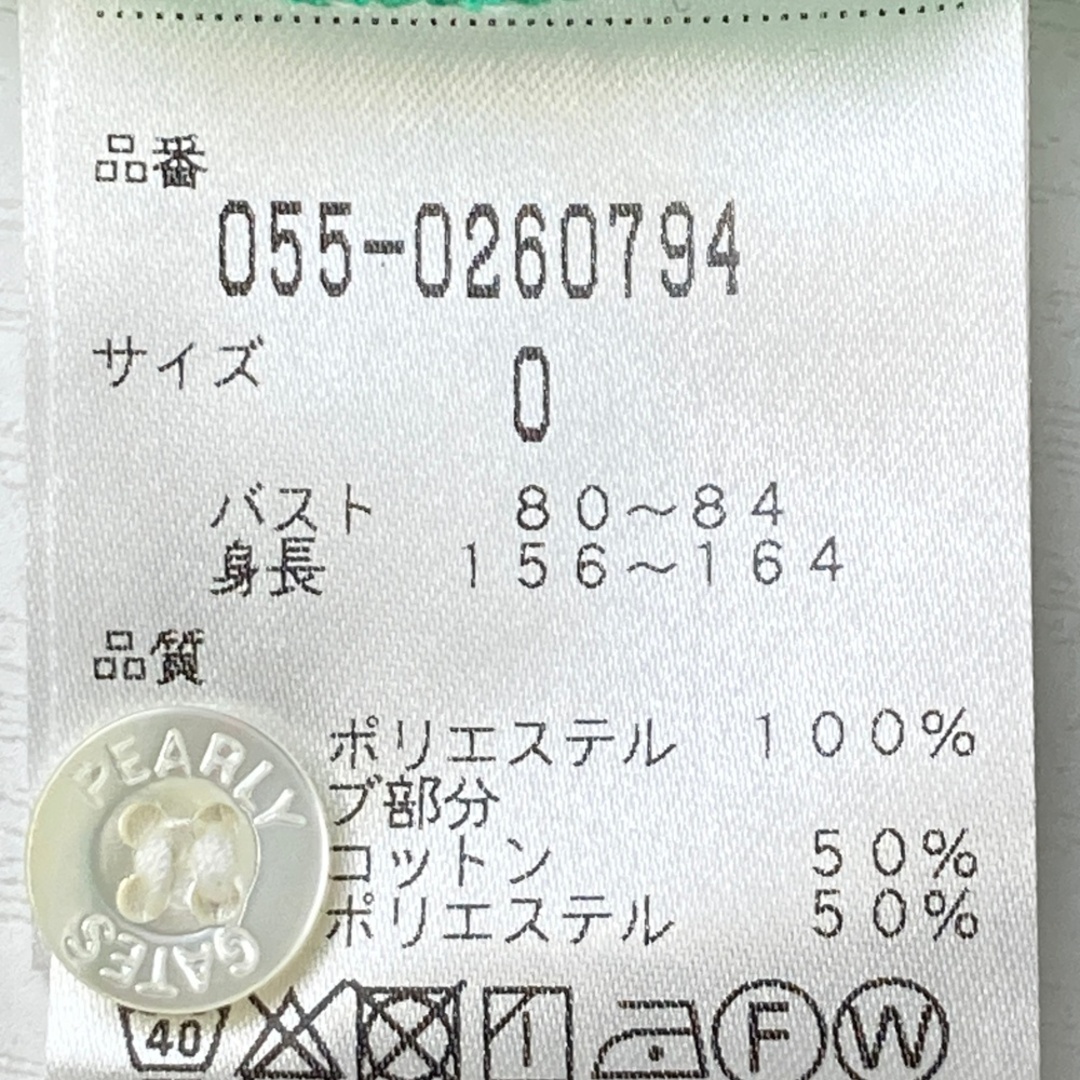 品番
055-0260794
サイズ 0
バスト 80～84
身長 156～164
品質
ポリエステル 100%
ブ部分
コットン 50%
ポリエステル 50%
PEARLY
GATES
40
F
W